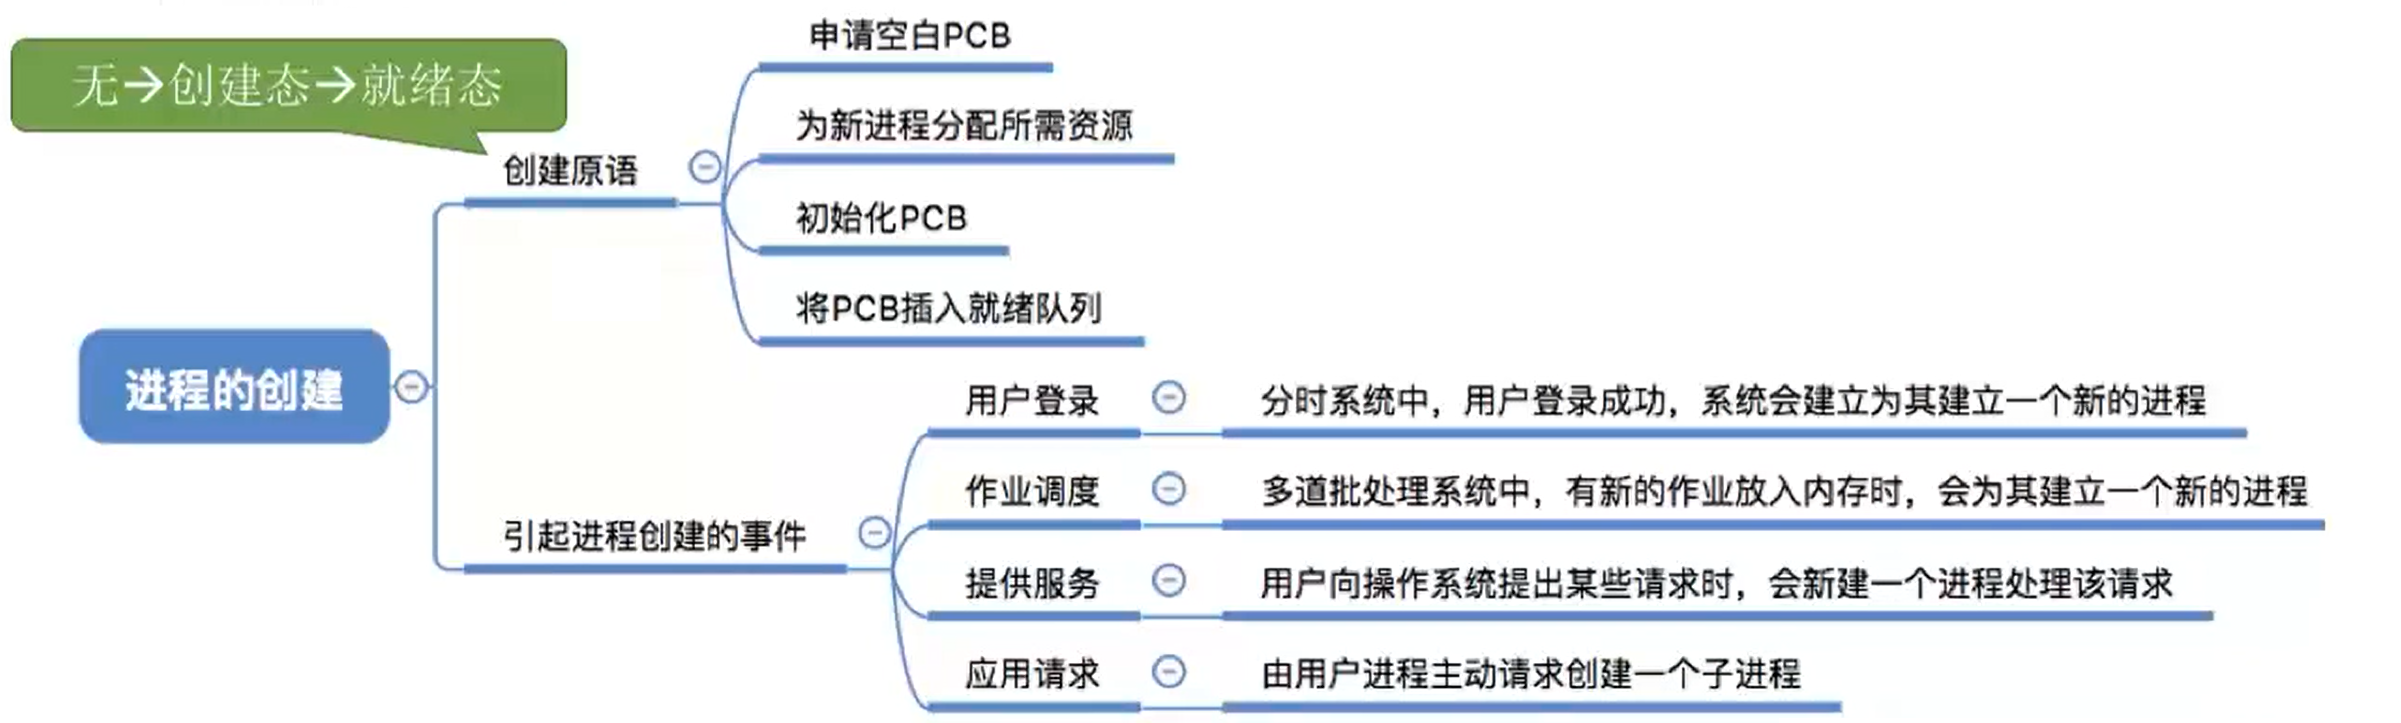 无→创建态→就绪态
进程的创建
创建原语
申请空白PCB
为新进程分配所需资源
初始化PCB
将PCB插入就绪队列
引起进程创建的事件
用户登录
分时系统中，用户登录成功，系统会建立为其建立一个新的进程
作业调度
多道批处理系统中，有新的作业放入内存时，会为其建立一个新的进程
提供服务
用户向操作系统提出某些请求时，会新建一个进程处理该请求
应用请求
由用户进程主动请求创建一个子进程